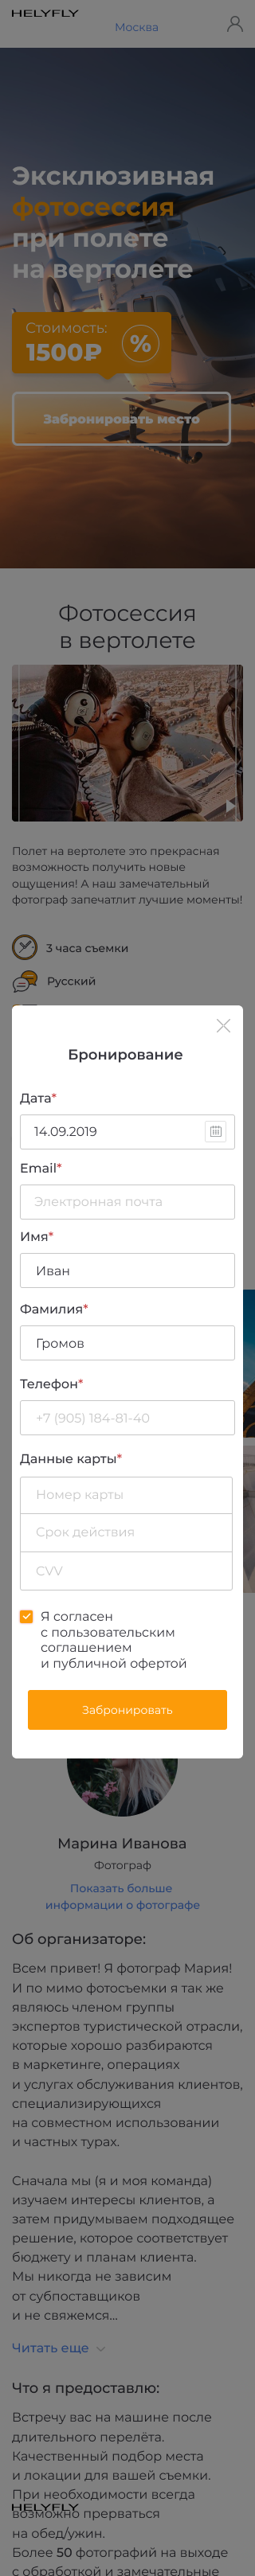 HELYFLY
Москва
Эксклюзивная
фотосессия
при полете
на вертолете
Стоимость:
1500₽
%
Забронировать место
Фотосессия
в вертолете
Полет на вертолете это прекрасная
возможность получить новые
ощущения! А наш замечательный
фотограф запечатлит лучшие моменты!
3 часа съемки
Русский
Бронирование
Дата*
14.09.2019
Email*
Электронная почта
Имя*
Иван
Фамилия*
Громов
Телефон*
+7 (905) 184-81-40
Данные карты*
Номер карты
Срок действия
CVV
Я согласен
с пользовательским
соглашением
и публичной офертой
Забронировать
Марина Иванова
Фотограф
Показать больше
информации о фотографе
Об организаторе:
Всем привет! Я фотограф Мария!
И по мимо фотосъемки я так же
являюсь членом группы
экспертов туристической отрасли,
которые хорошо разбираются
в маркетинге, операциях
и услугах обслуживания клиентов,
специализирующихся
на совместном использовании
и частных турах.
Сначала мы (я и моя команда)
изучаем интересы клиентов, а
затем придумываем подходящее
решение, которое соответствует
бюджету и планам клиента.
Мы никогда не зависим
от субпоставщиков
и не свяжемся...
Читать еще
Что я предоставлю:
Встречу вас на машине после
длительного перелёта.
Качественный подбор места
и локации для вашей съемки.
При необходимости всегда
HELYFLY
возможно прерваться
на обед/ужин.
Более 50 фотографий на выходе
с обработкой и замечательные